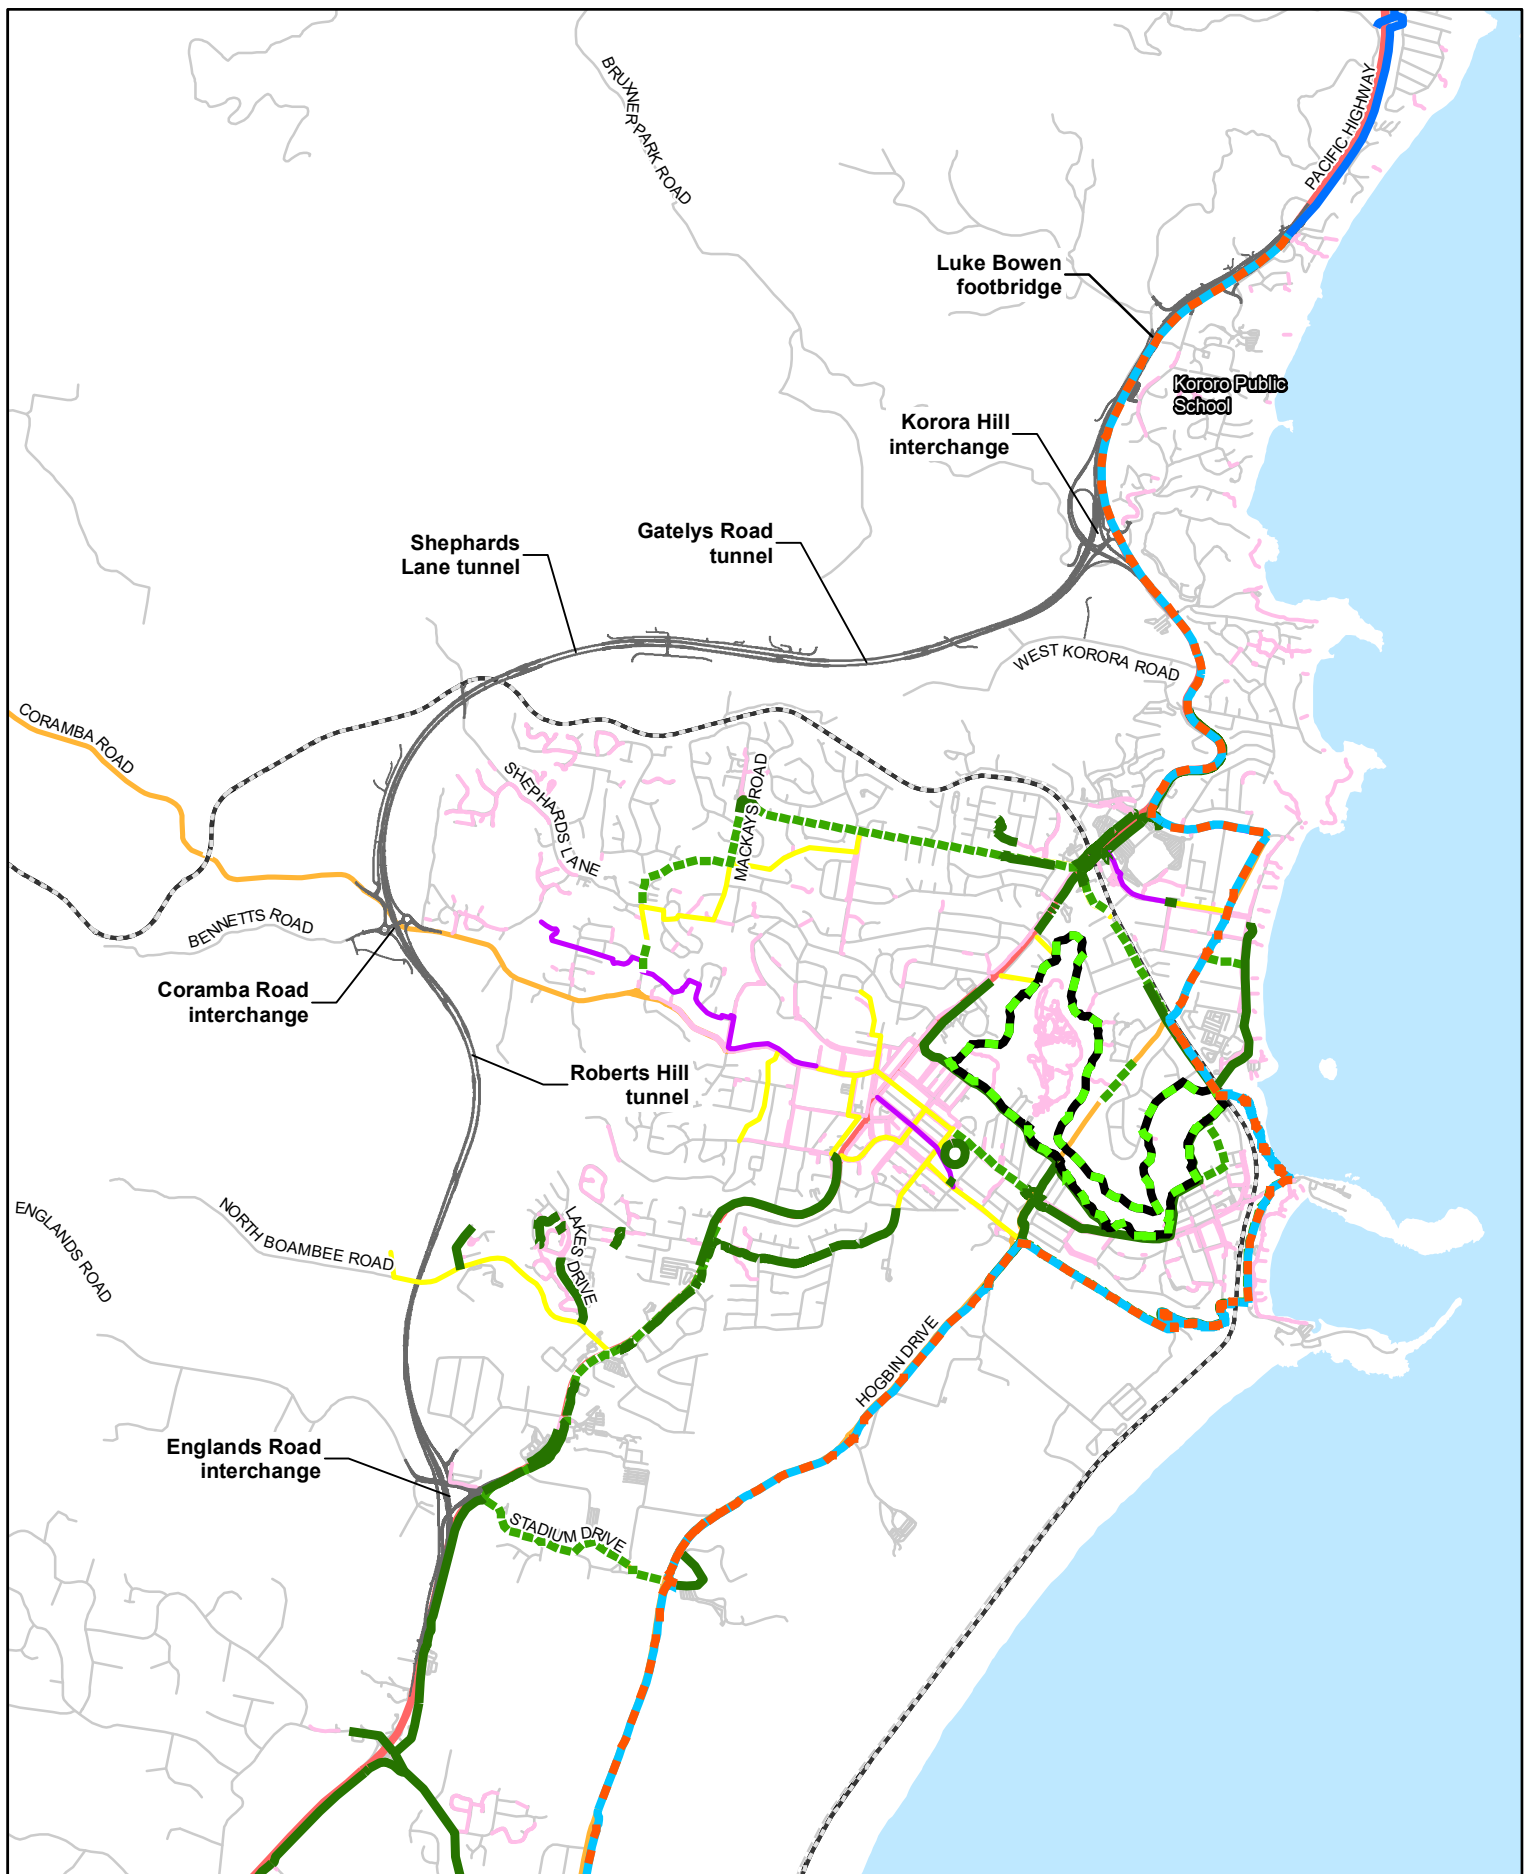 PACIFIC HIGHWAY
BRUXNER PARK ROAD
Luke Bowen
footbridge
Kororo Public
School
Korora Hill
interchange
Gatelys Road
tunnel
Shephards
Lane tunnel
WEST KORORA ROAD
CORAMBA ROAD
SHEPHARDS LANE
MACKAYS ROAD
BENNETTS ROAD
Coramba Road
interchange
Roberts Hill
tunnel
ENGLANDS ROAD
NORTH BOAMBEE ROAD
LAKES DRIVE
HOGBIN DRIVE
Englands Road
interchange
STADIUM DRIVE